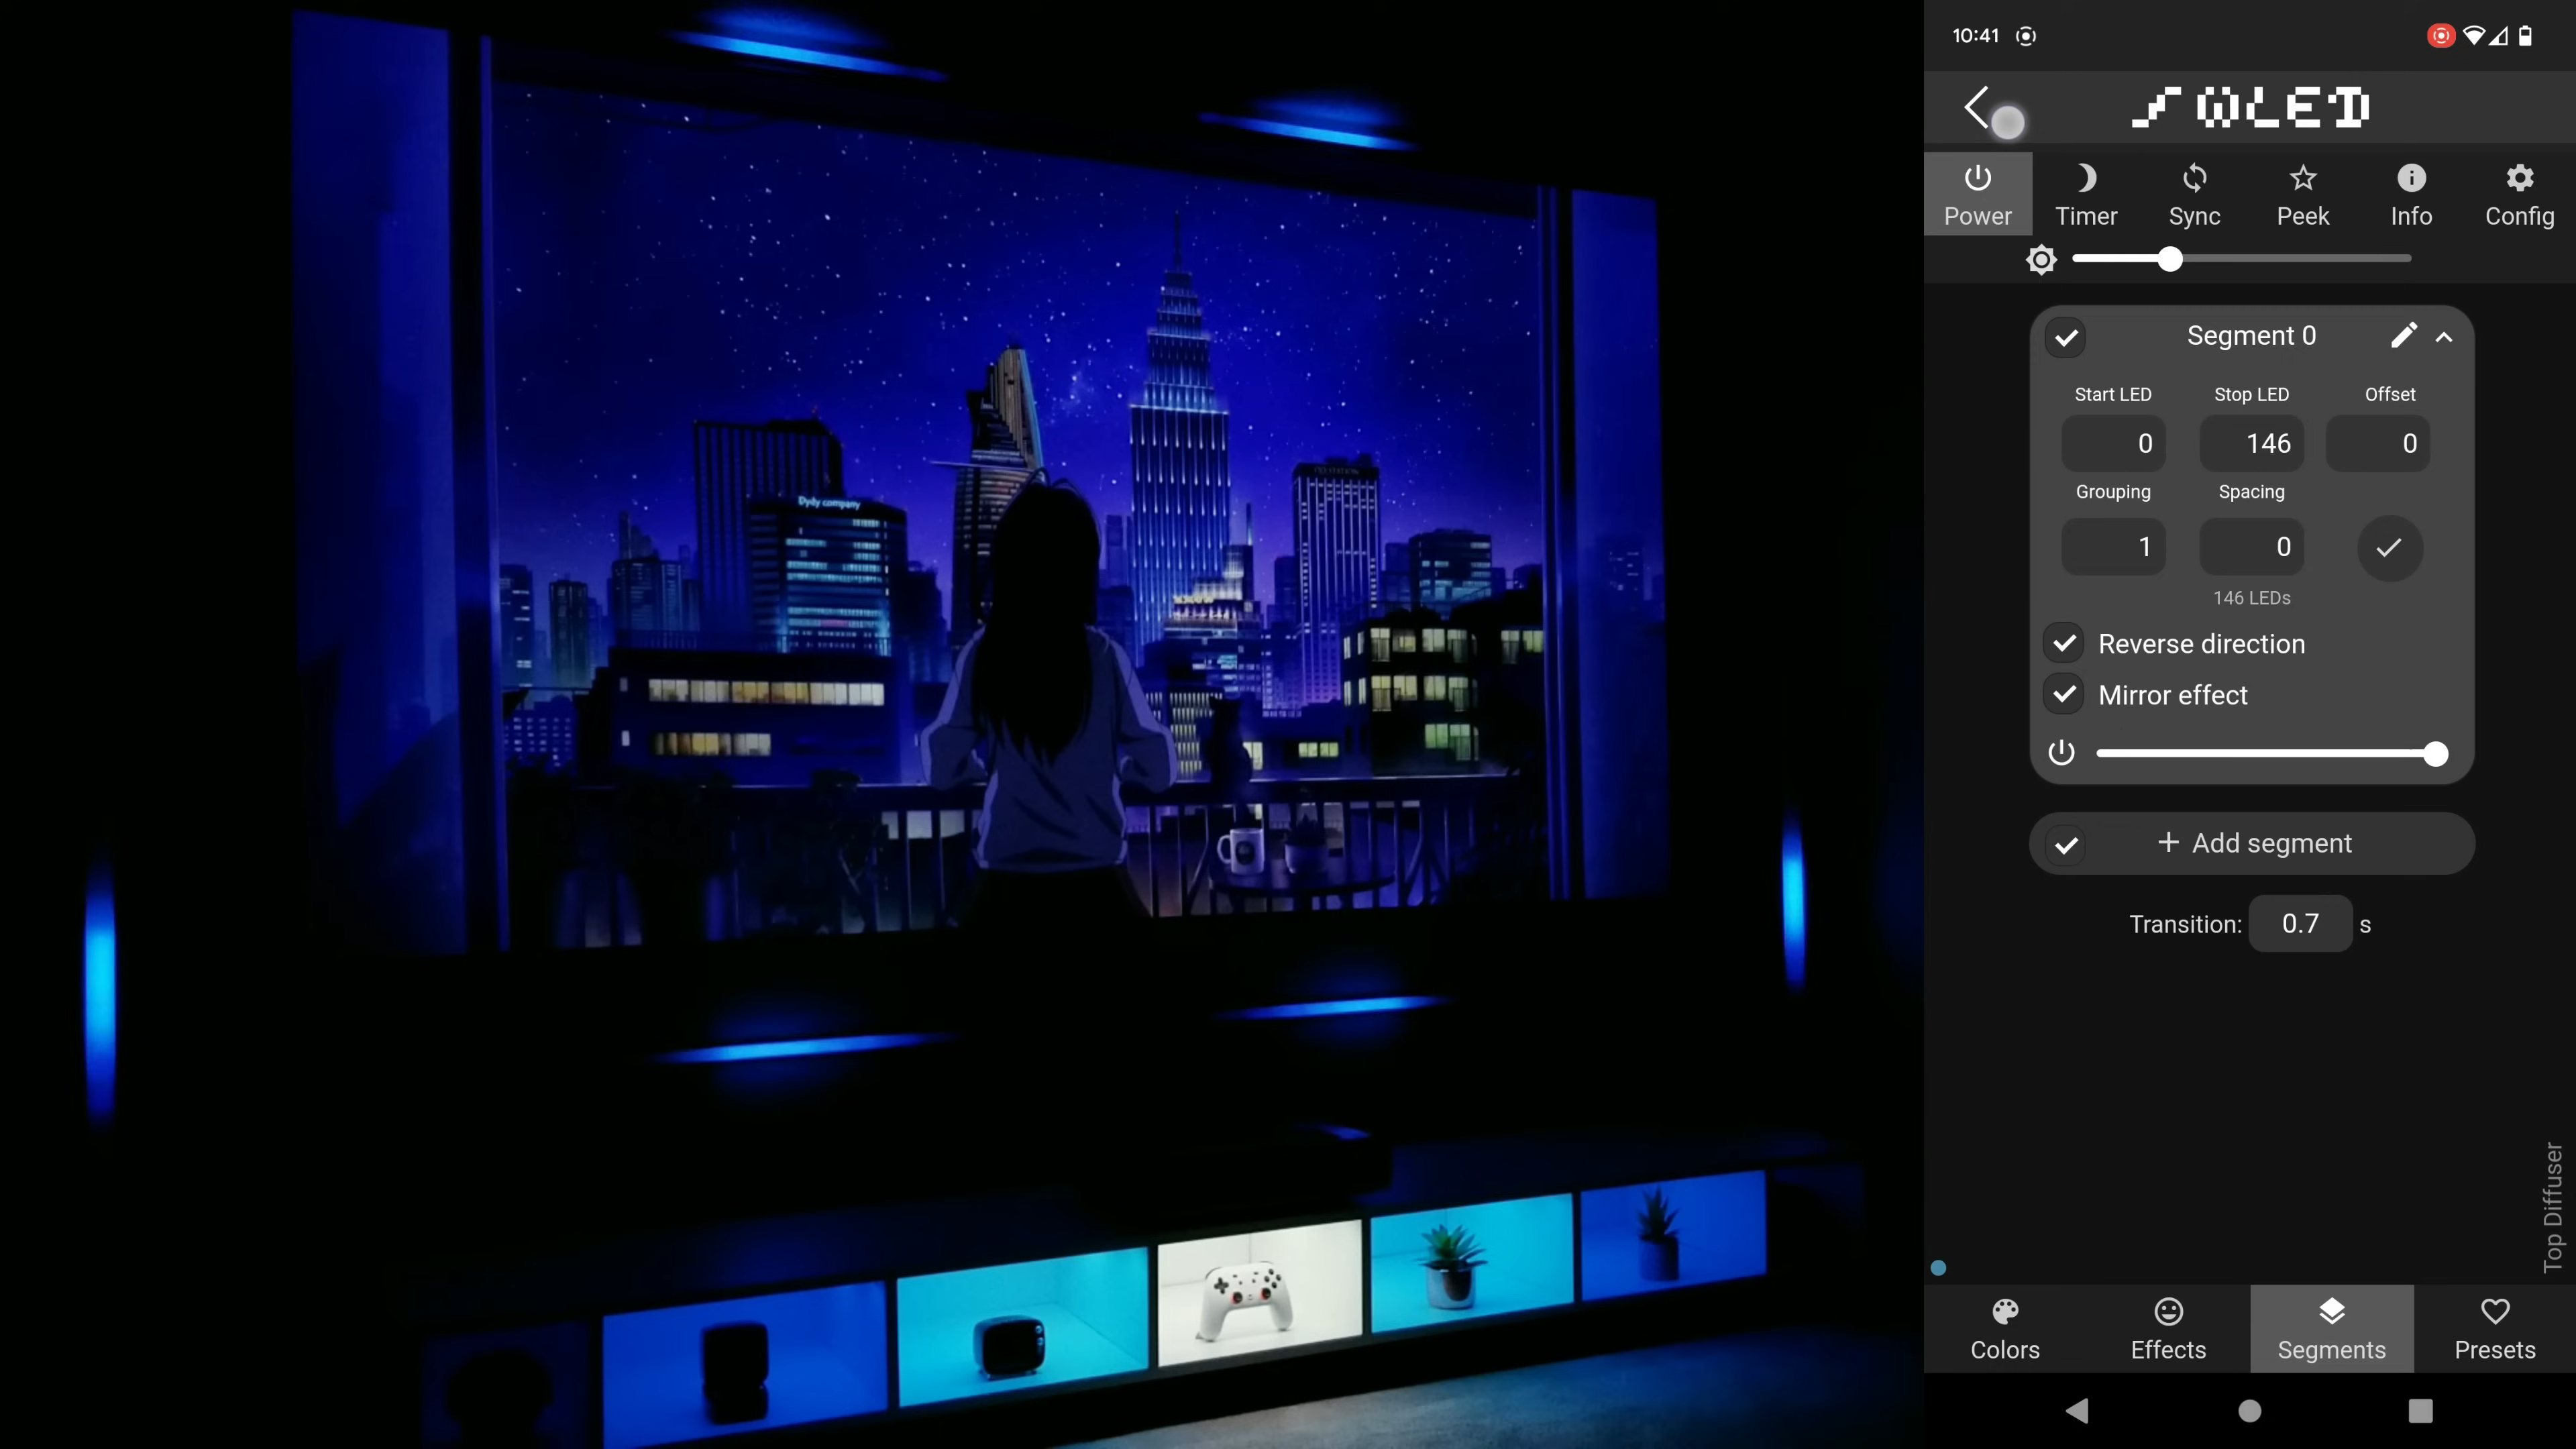 Dydy company
10:41
WLED
Power Timer Sync Peek Info Config
Segment 0
Start LED Stop LED Offset
0 146 0
Grouping Spacing
1 0
146 LEDs
Reverse direction
Mirror effect
+ Add segment
Transition: 0.7 s
Top Diffuser
Colors Effects Segments Presets